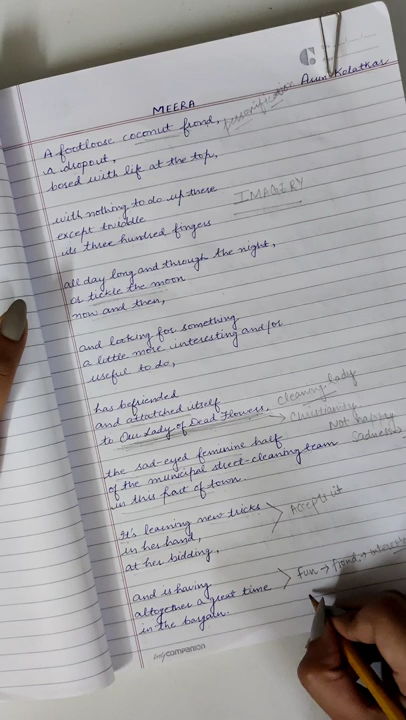 MEERA
Arun Kolatkar
A footloose coconut frond, personification
a dropout,
bored with life at the top,
with nothing to do up there IMAGERY
except to waddle
its three hundred fingers
all day long and through the night,
or tickle the moon
now and then,
and looking for something
a little more interesting and/or
useful to do,
has befriended
and attatched itself cleaning lady
to Our Lady of Dead Flowers, → Christianity
the sad-eyed feminine half Not happy
of the municipal street-cleaning team (sadness)
in this part of town.
It's learning new tricks Accept it
in her hand,
at her bidding,
and is having
altogether a great time fun → frond →
in the bargain.
companion